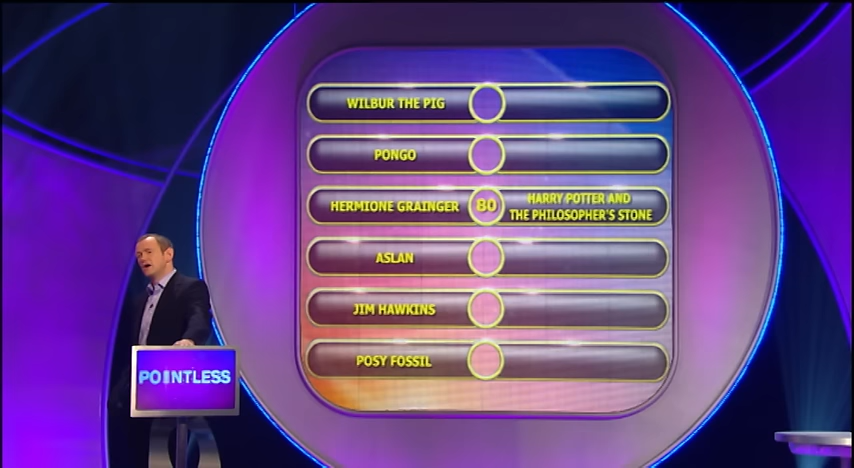 WILBUR THE PIG
PONGO
HERMIONE GRAINGER 80 HARRY POTTER AND
THE PHILOSOPHER'S STONE
ASLAN
JIM HAWKINS
POSY FOSSIL
POINTLESS